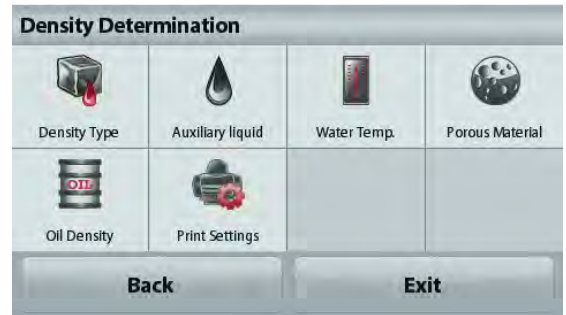 Density Determination
Density Type
Auxiliary liquid
Water Temp.
Porous Material
OIL
Oil Density
Print Settings
Back
Exit